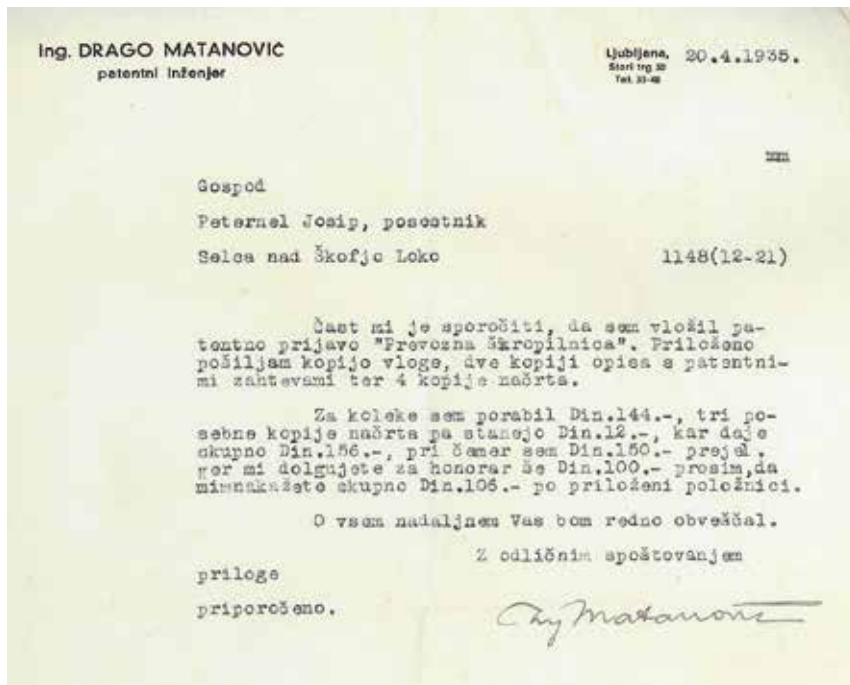 Ing. DRAGO MATANOVIĆ
patentni inženjer
Ljubljana, 20.4.1935.
Stari trg 30
Tel. 33-48
Gospod
Peternel Josip, posestnik
Selca nad Škofjo Loko 1148(12-21)
Čast mi je sporočiti, da sem vložil pa-
tentno prijavo "Prevozna škropilnica". Priloženo
pošiljam kopijo vloge, dve kopiji opisa s patentni-
mi zahtevami ter 4 kopije načrta.
Za koleke sem porabil Din.144.-, tri po-
sebne kopije načrta pa stanejo Din.12.-, kar daje
skupno Din.156.-, pri čemer sem Din.150.- prejel.
Ker mi dolgujete za honorar še Din.100.- prosim,da
mi nakažete skupno Din.106.- po priloženi položnici.
O vsem nadaljnem Vas bom redno obveščal.
Z odličnim spoštovanjem
priloge
priporočeno.
Ing Matanović